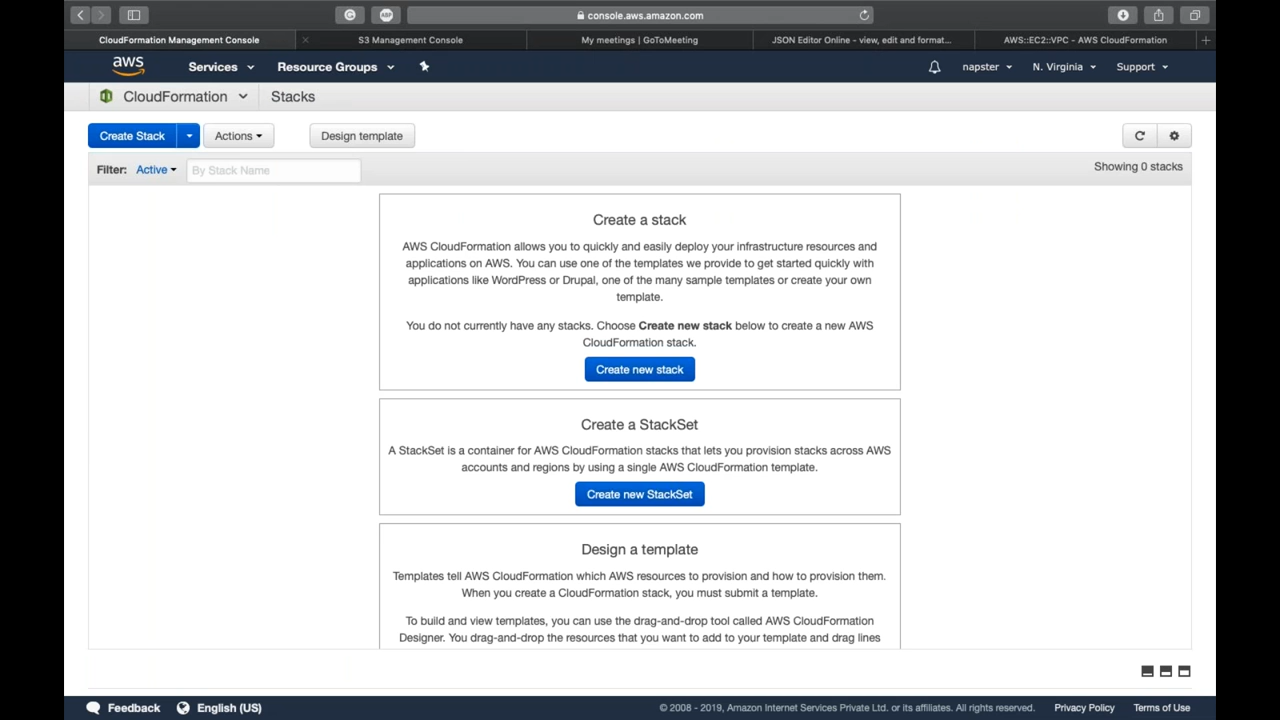 console.aws.amazon.com
CloudFormation Management Console
S3 Management Console
My meetings | GoToMeeting
JSON Editor Online - view, edit and format...
AWS::EC2::VPC - AWS CloudFormation
aws
Services
Resource Groups
napster
N. Virginia
Support
CloudFormation
Stacks
Create Stack
Actions
Design template
Filter:
Active
By Stack Name
Showing 0 stacks
Create a stack
AWS CloudFormation allows you to quickly and easily deploy your infrastructure resources and
applications on AWS. You can use one of the templates we provide to get started quickly with
applications like WordPress or Drupal, one of the many sample templates or create your own
template.
You do not currently have any stacks. Choose Create new stack below to create a new AWS
CloudFormation stack.
Create new stack
Create a StackSet
A StackSet is a container for AWS CloudFormation stacks that lets you provision stacks across AWS
accounts and regions by using a single AWS CloudFormation template.
Create new StackSet
Design a template
Templates tell AWS CloudFormation which AWS resources to provision and how to provision them.
When you create a CloudFormation stack, you must submit a template.
To build and view templates, you can use the drag-and-drop tool called AWS CloudFormation
Designer. You drag-and-drop the resources that you want to add to your template and drag lines
Feedback
English (US)
© 2008 - 2019, Amazon Internet Services Private Ltd. or its affiliates. All rights reserved.
Privacy Policy
Terms of Use